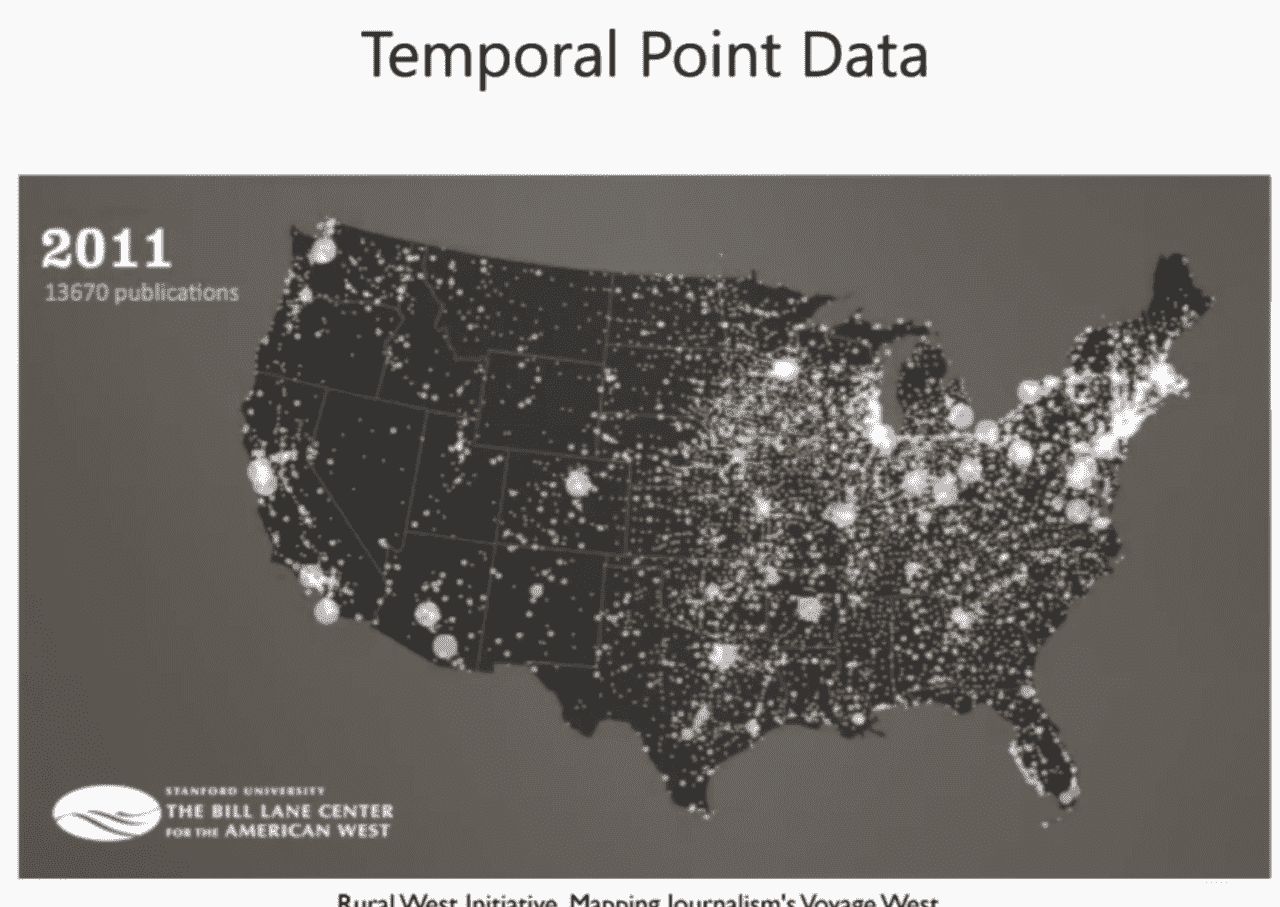 Temporal Point Data
2011
13670 publications
STANFORD UNIVERSITY
THE BILL LANE CENTER
FOR THE AMERICAN WEST
Rural West Initiative, Mapping Journalism's Voyage West